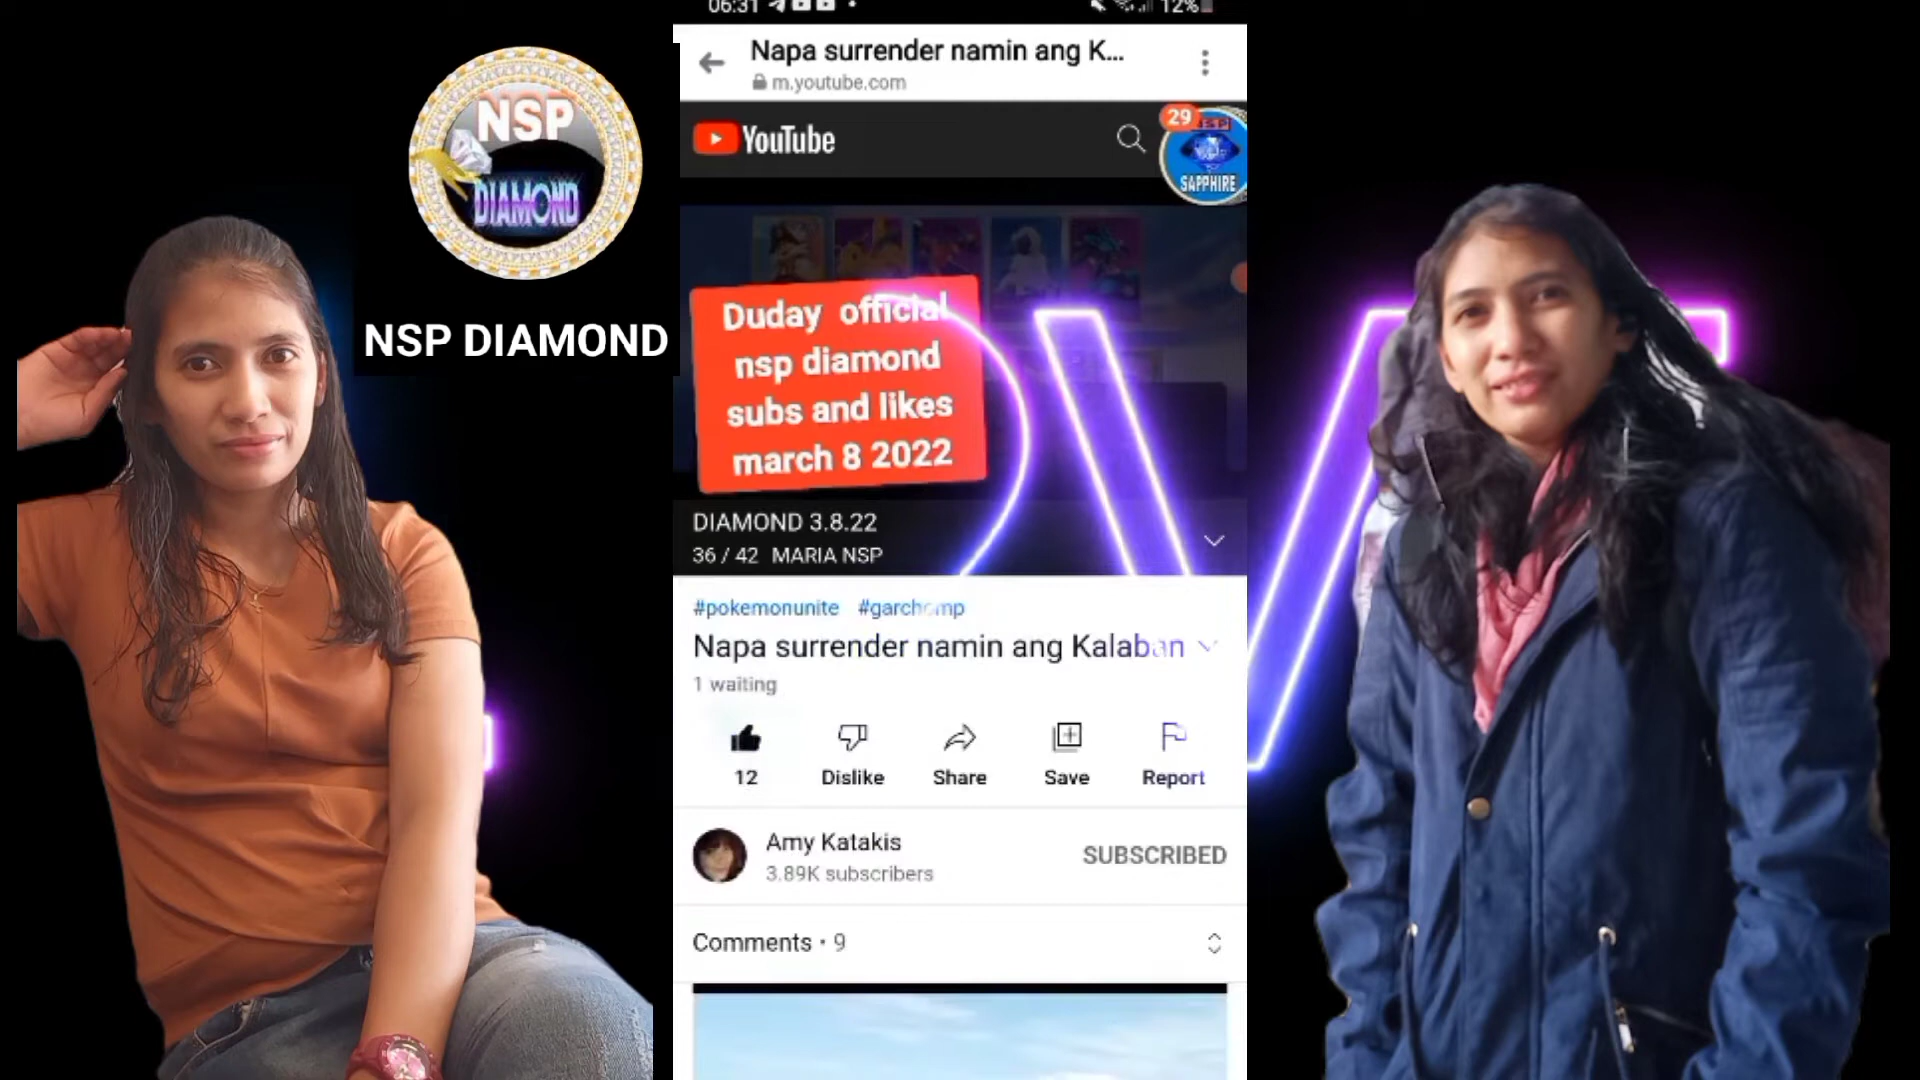 NSP
DIAMOND
NSP DIAMOND
06:31
12%
Napa surrender namin ang K...
m.youtube.com
YouTube
29
NSP
SAPPHIRE
Duday official
nsp diamond
subs and likes
march 8 2022
DIAMOND 3.8.22
36 / 42 MARIA NSP
#pokemonunite #garchomp
Napa surrender namin ang Kalaban
1 waiting
12
Dislike
Share
Save
Report
Amy Katakis
3.89K subscribers
SUBSCRIBED
Comments • 9